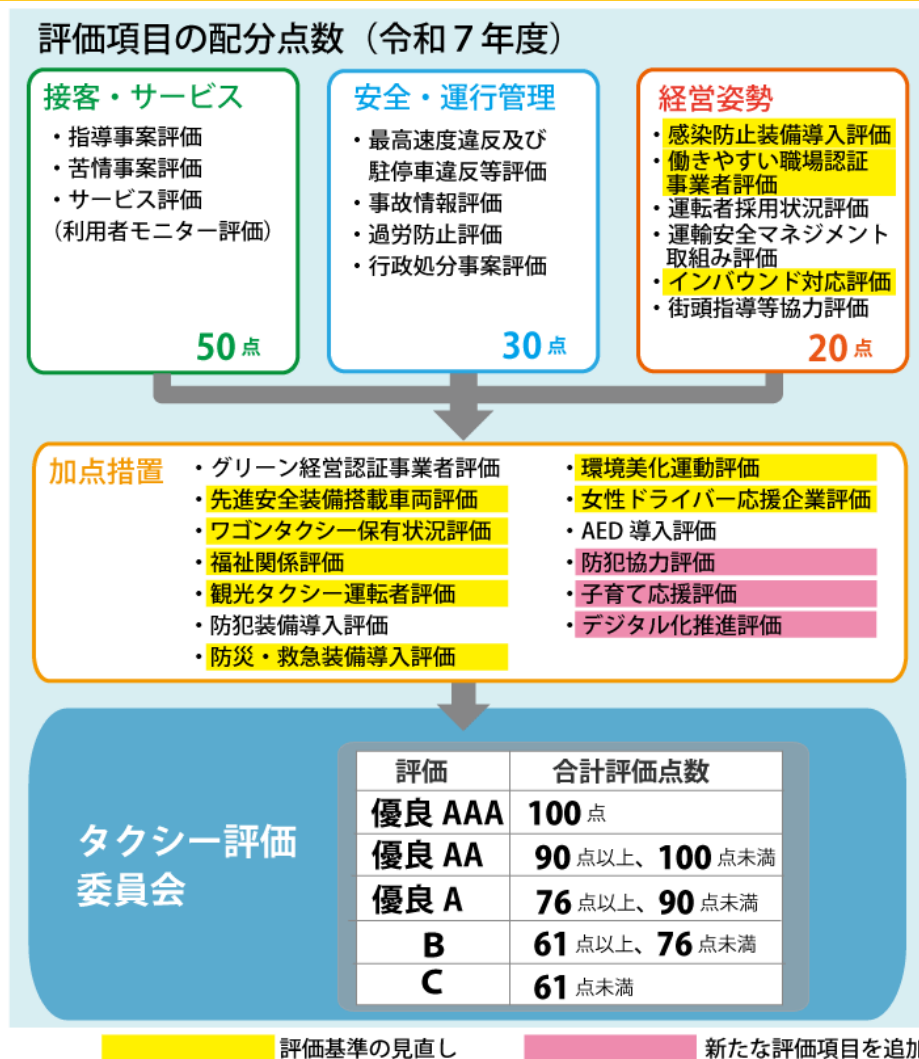 評価項目の配分点数（令和７年度）
接客・サービス
・指導事案評価
・苦情事案評価
・サービス評価
（利用者モニター評価）
50点
安全・運行管理
・最高速度違反及び
駐停車違反等評価
・事故情報評価
・過労防止評価
・行政処分事案評価
30点
経営姿勢
・感染防止装備導入評価
・働きやすい職場認証
事業者評価
・運転者採用状況評価
・運輸安全マネジメント
取組み評価
・インバウンド対応評価
・街頭指導等協力評価
20点
加点措置
・グリーン経営認証事業者評価
・先進安全装備搭載車両評価
・ワゴンタクシー保有状況評価
・福祉関係評価
・観光タクシー運転者評価
・防犯装備導入評価
・防災・救急装備導入評価
・環境美化運動評価
・女性ドライバー応援企業評価
・AED 導入評価
・防犯協力評価
・子育て応援評価
・デジタル化推進評価
タクシー評価
委員会
評価 合計評価点数
優良 AAA 100点
優良 AA 90点以上、100点未満
優良 A 76点以上、90点未満
B 61点以上、76点未満
C 61点未満
評価基準の見直し
新たな評価項目を追加